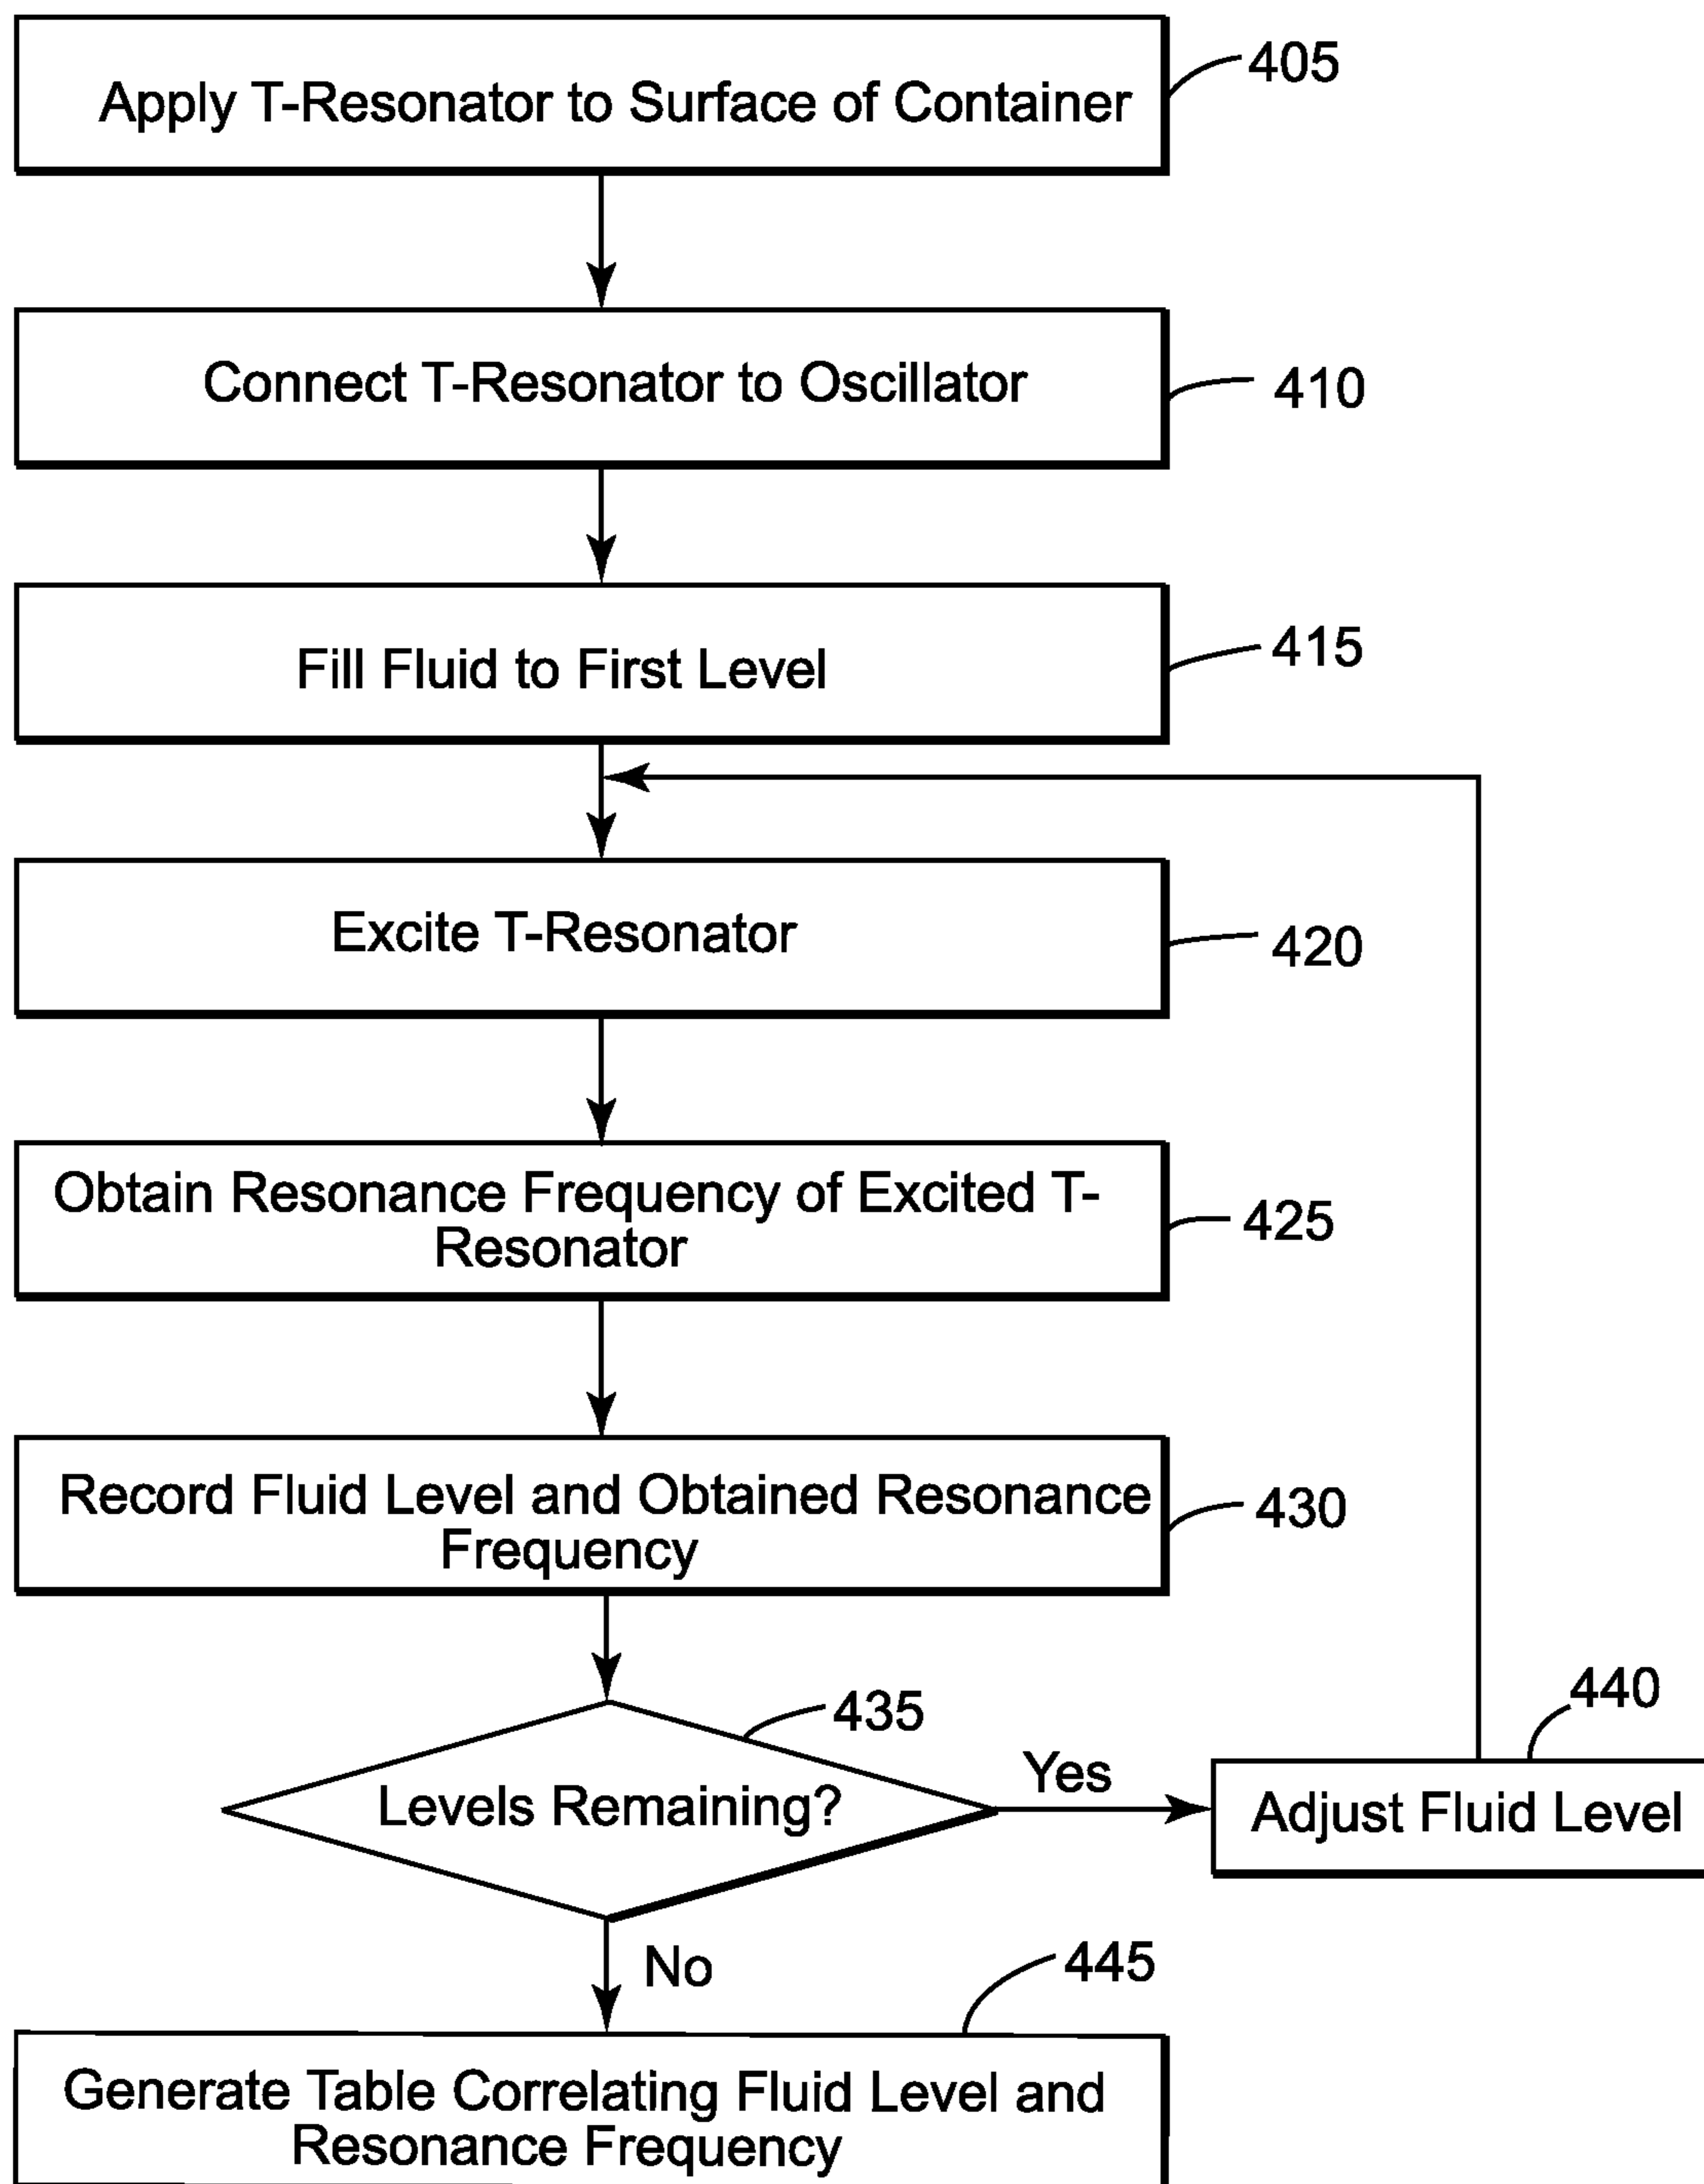 Apply T-Resonator to Surface of Container
405
Connect T-Resonator to Oscillator
410
Fill Fluid to First Level
415
Excite T-Resonator
420
Obtain Resonance Frequency of Excited T-
Resonator
425
Record Fluid Level and Obtained Resonance
Frequency
430
435
Levels Remaining?
Yes
440
Adjust Fluid Level
No
445
Generate Table Correlating Fluid Level and
Resonance Frequency